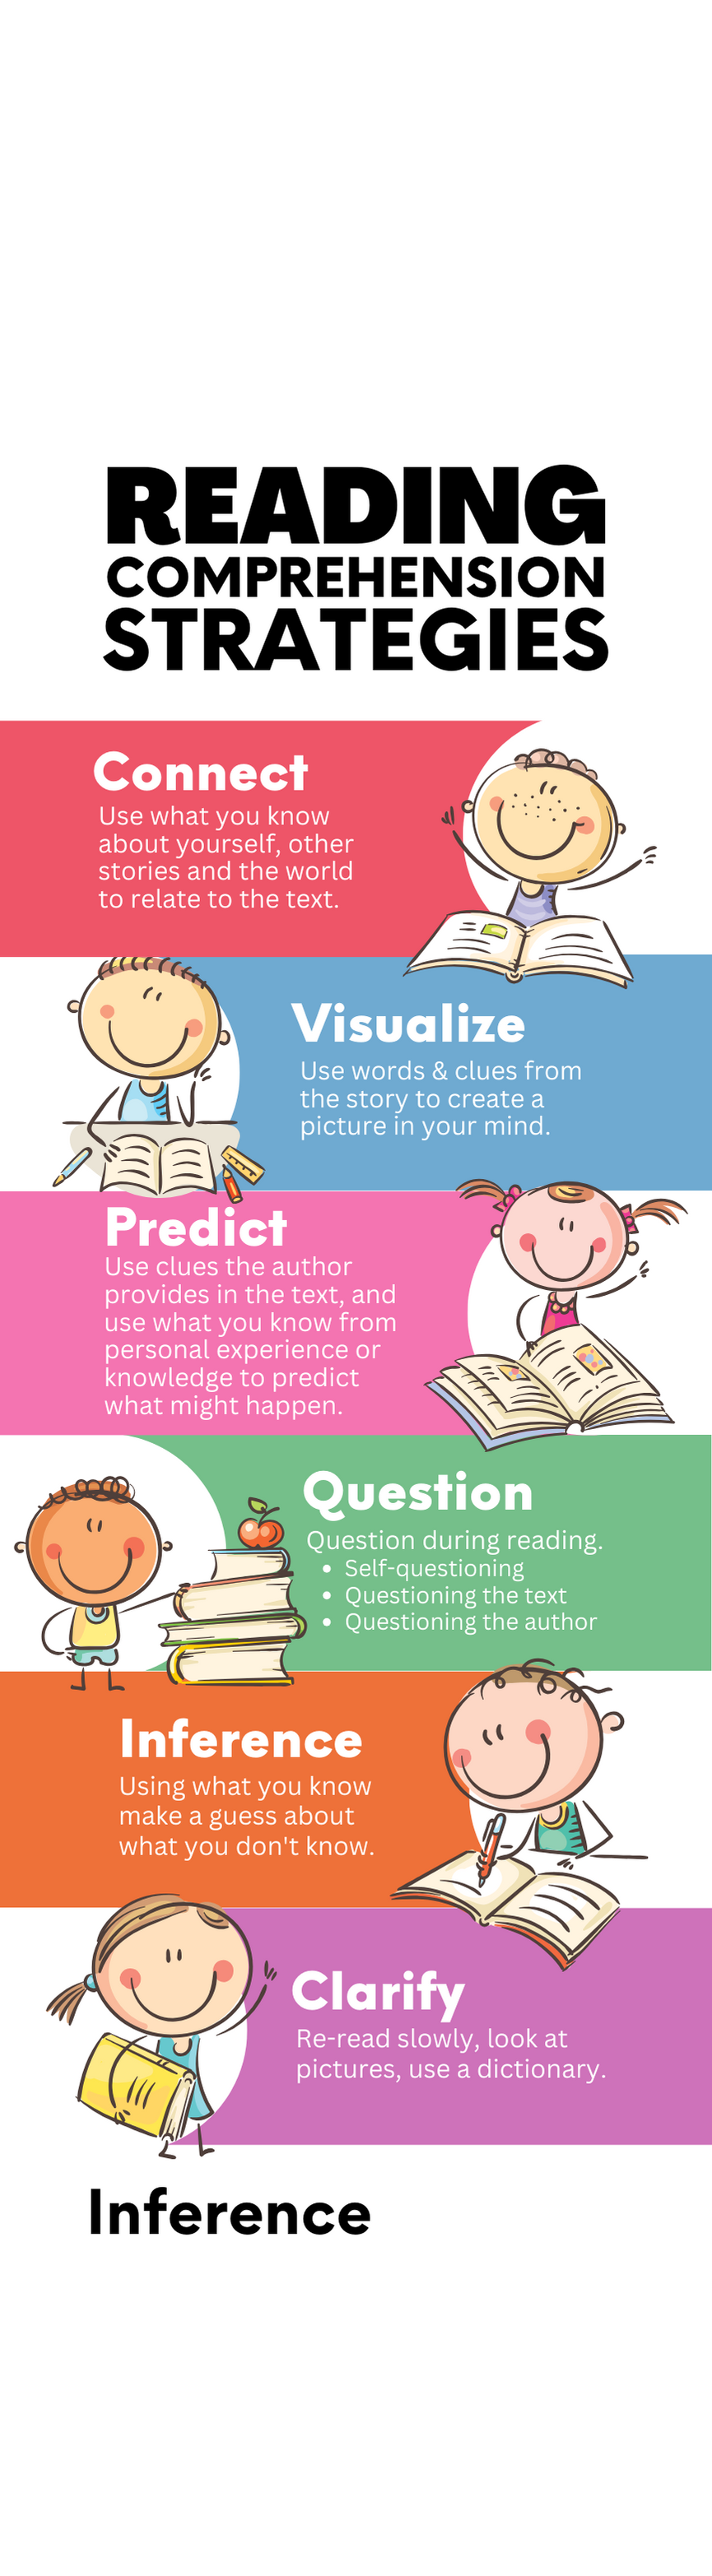 READING
COMPREHENSION
STRATEGIES
Connect
Use what you know
about yourself, other
stories and the world
to relate to the text.
Visualize
Use words & clues from
the story to create a
picture in your mind.
Predict
Use clues the author
provides in the text, and
use what you know from
personal experience or
knowledge to predict
what might happen.
Question
Question during reading.
• Self-questioning
• Questioning the text
• Questioning the author
Inference
Using what you know
make a guess about
what you don't know.
Clarify
Re-read slowly, look at
pictures, use a dictionary.
Inference